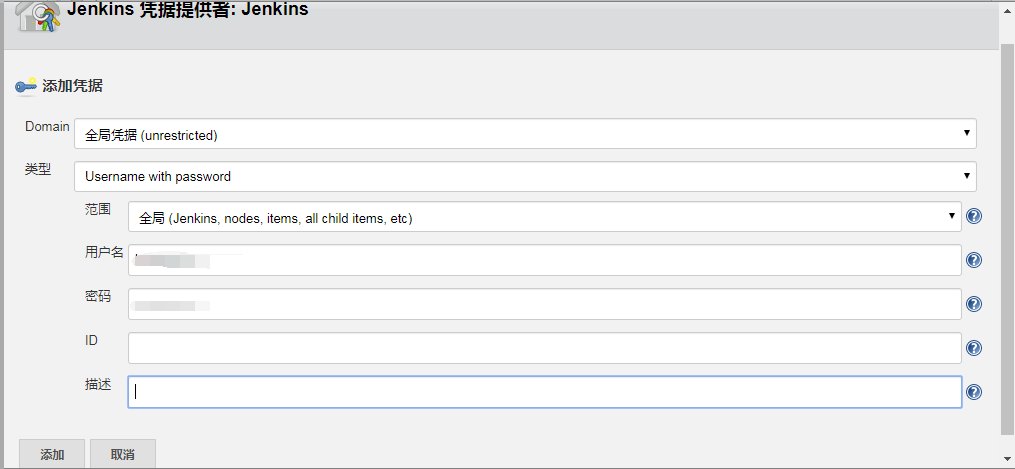 Jenkins 凭据提供者: Jenkins
添加凭据
Domain 全局凭据 (unrestricted)
类型 Username with password
范围 全局 (Jenkins, nodes, items, all child items, etc)
用户名
密码
ID
描述
添加 取消